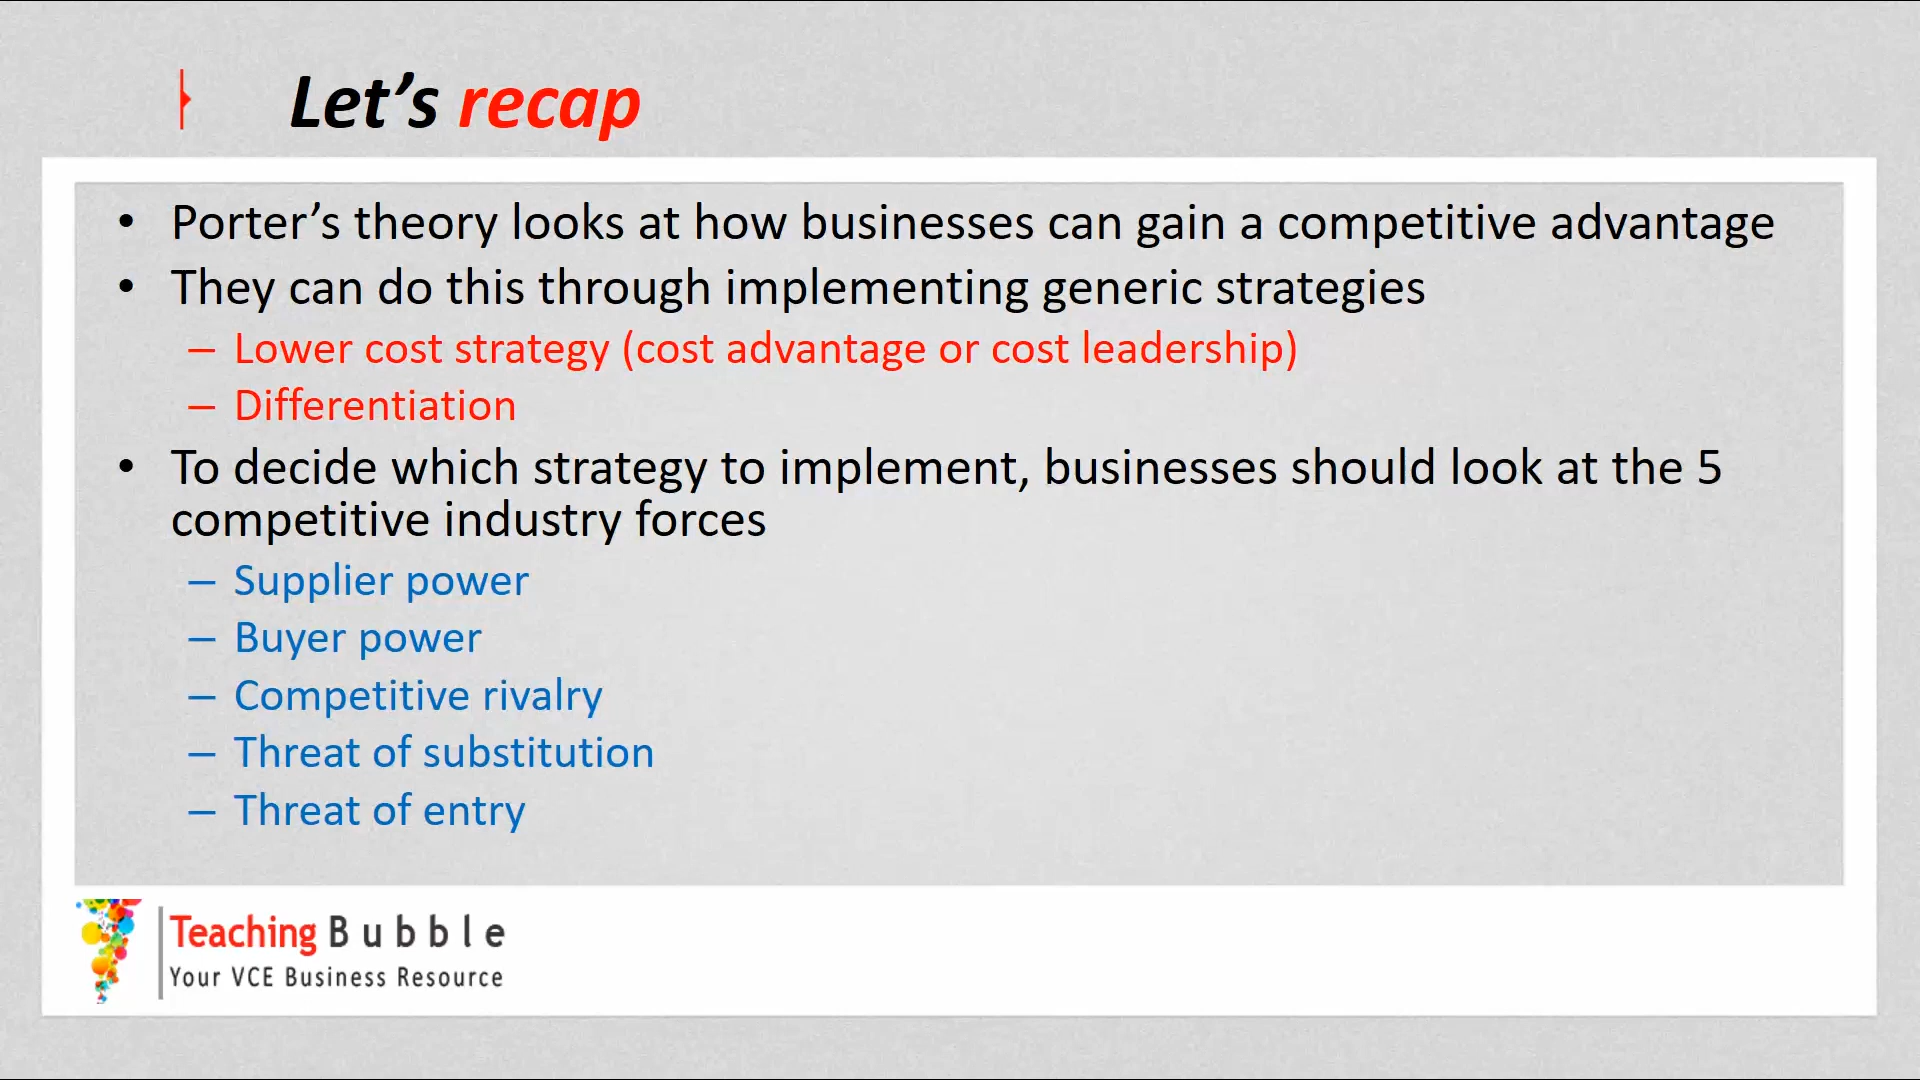 Let's recap
• Porter's theory looks at how businesses can gain a competitive advantage
• They can do this through implementing generic strategies
– Lower cost strategy (cost advantage or cost leadership)
– Differentiation
• To decide which strategy to implement, businesses should look at the 5
competitive industry forces
– Supplier power
– Buyer power
– Competitive rivalry
– Threat of substitution
– Threat of entry
Teaching Bubble
Your VCE Business Resource